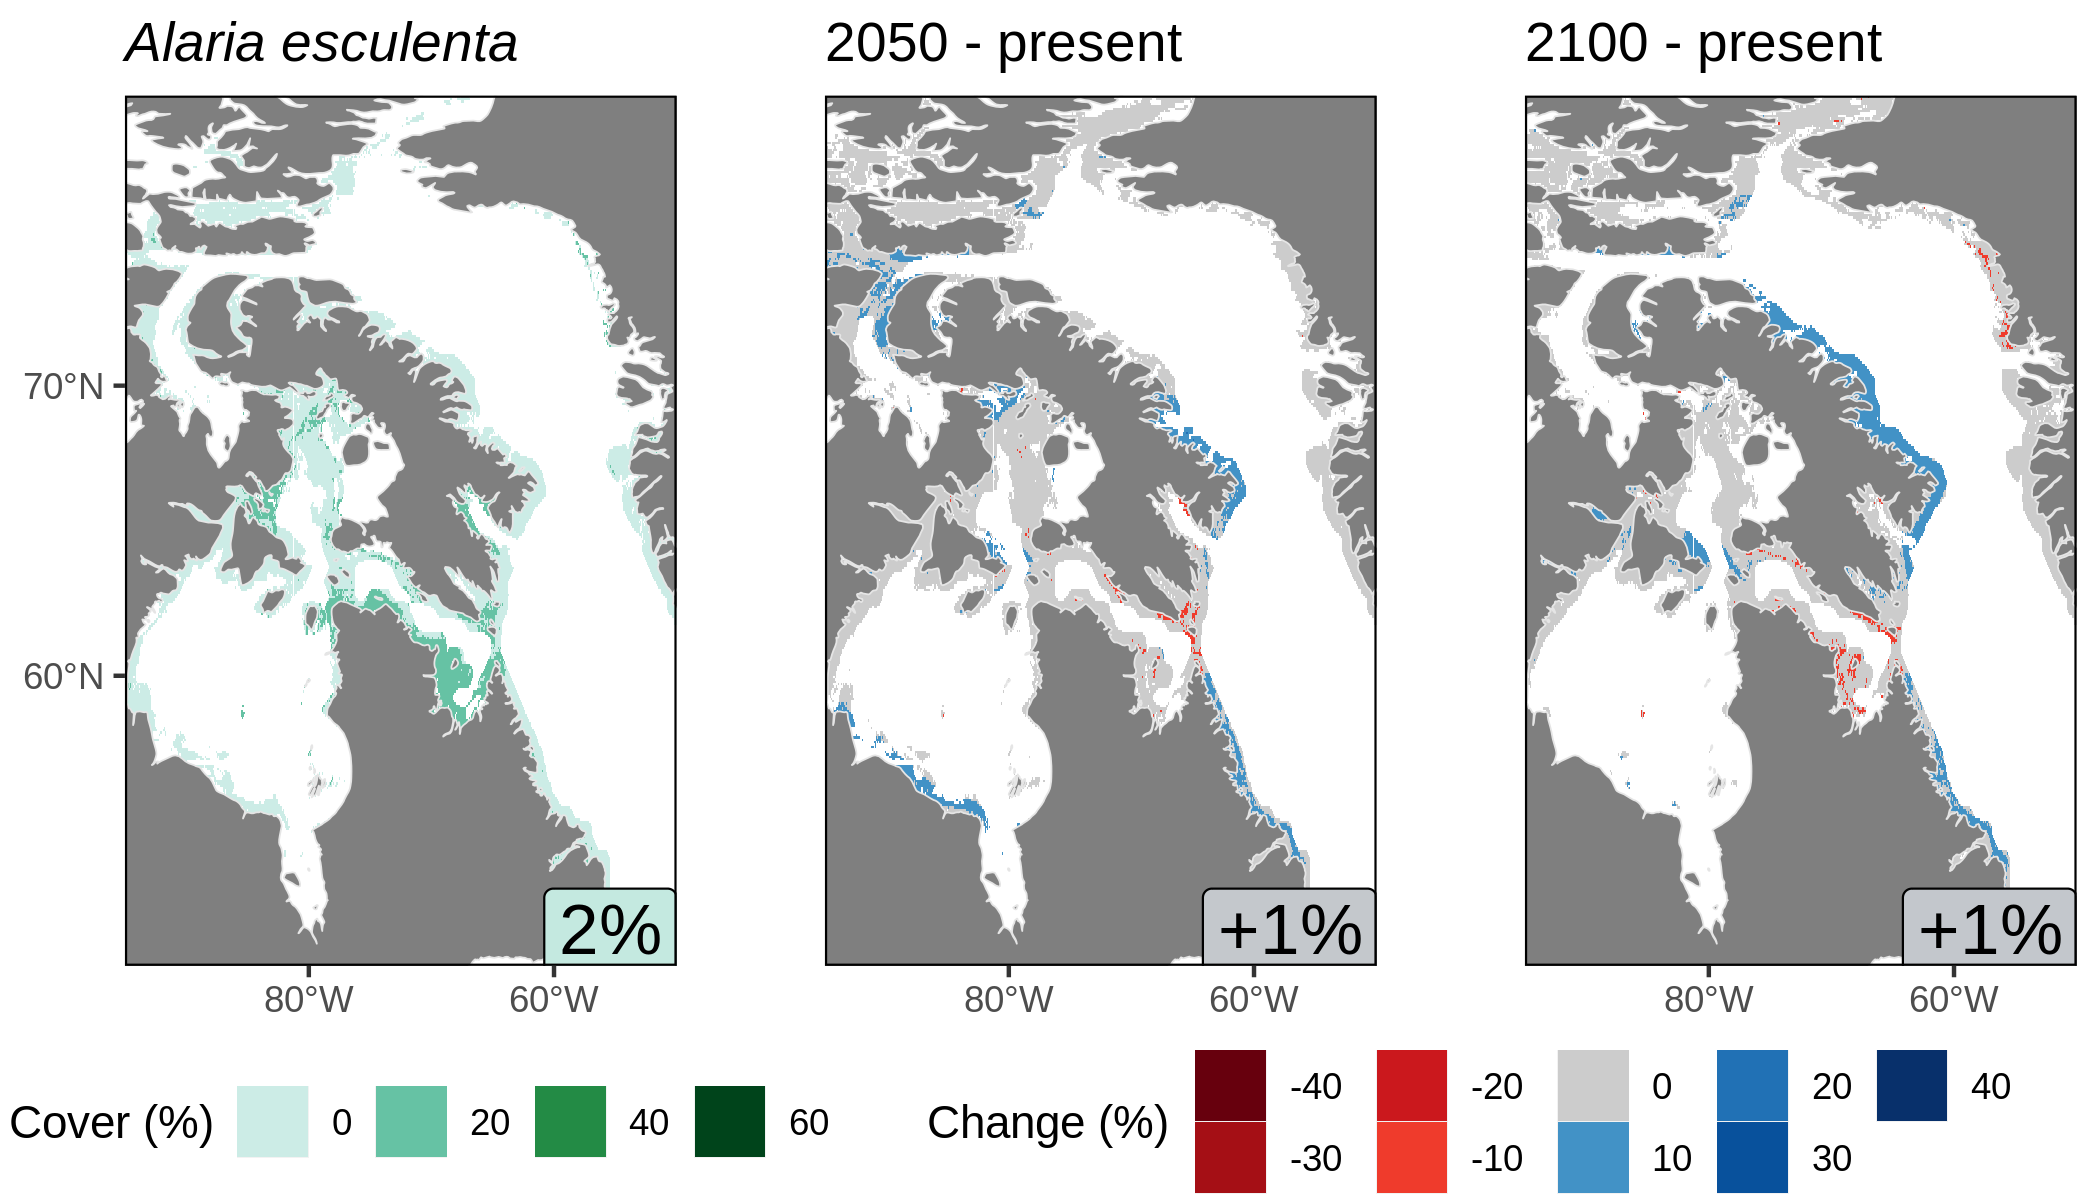 Alaria esculenta
2050 - present
2100 - present
70°N
60°N
2%
+1%
+1%
80°W
60°W
80°W
60°W
80°W
60°W
Cover (%)
0
20
40
60
Change (%)
-40
-30
-20
-10
0
10
20
30
40